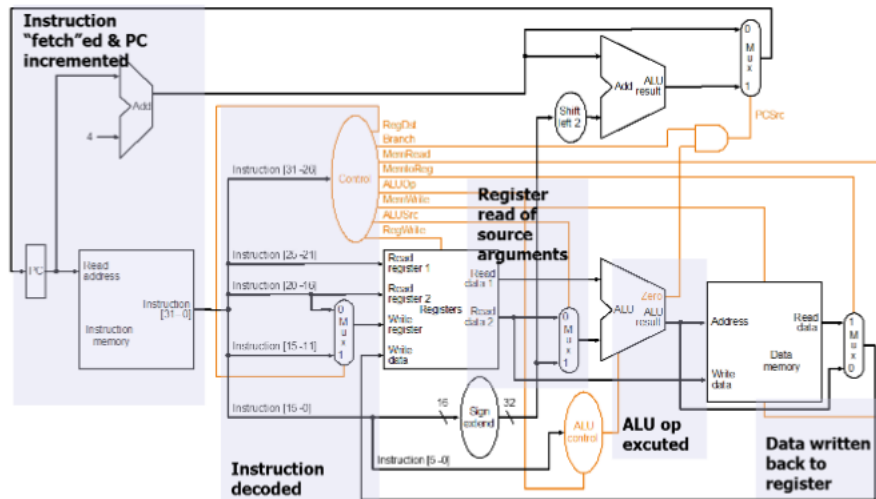 Instruction
"fetch"ed & PC
incremented
Add
4
PC
Read
address
Instruction
[31-0]
Instruction
memory
Instruction [31-26]
Instruction [25-21]
Instruction [20-16]
Instruction [15-11]
Instruction [15-0]
Instruction [5-0]
Instruction
decoded
Control
RegDst
Branch
MemRead
MemtoReg
ALUOp
MemWrite
ALUSrc
RegWrite
0
M
u
x
1
Read
register 1
Read
register 2
Write
register
Write
data
Registers
Read
data 1
Read
data 2
Register
read of
source
arguments
16
Sign
extend
32
0
M
u
x
1
Shift
left 2
Add
ALU
result
0
M
u
x
1
PCSrc
Zero
ALU
ALU
result
ALU
control
ALU op
excuted
Address
Write
data
Read
data
Data
memory
1
M
u
x
0
Data written
back to
register